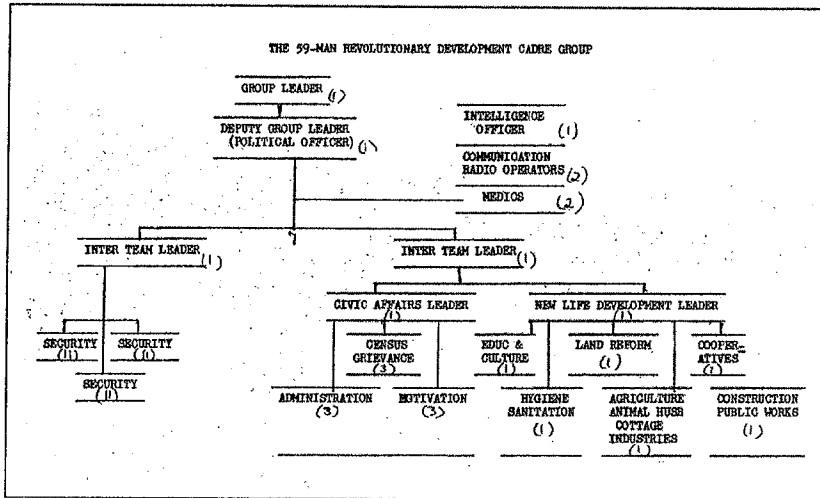 THE 59-MAN REVOLUTIONARY DEVELOPMENT CADRE GROUP
GROUP LEADER
(1)
DEPUTY GROUP LEADER
(POLITICAL OFFICER) (1)
INTELLIGENCE
OFFICER (1)
COMMUNICATION
RADIO OPERATORS (2)
MEDICS (2)
INTER TEAM LEADER
(1)
INTER TEAM LEADER
(1)
CIVIC AFFAIRS LEADER
(1)
NEW LIFE DEVELOPMENT LEADER
(1)
SECURITY
(11)
SECURITY
(11)
SECURITY
(11)
CENSUS
GRIEVANCE
(3)
EDUC &
CULTURE
(1)
LAND REFORM
(1)
COOPER-
ATIVES
(1)
ADMINISTRATION
(3)
MOTIVATION
(3)
HYGIENE
SANITATION
(1)
AGRICULTURE
ANIMAL HUSB
COTTAGE
INDUSTRIES
(1)
CONSTRUCTION
PUBLIC WORKS
(1)